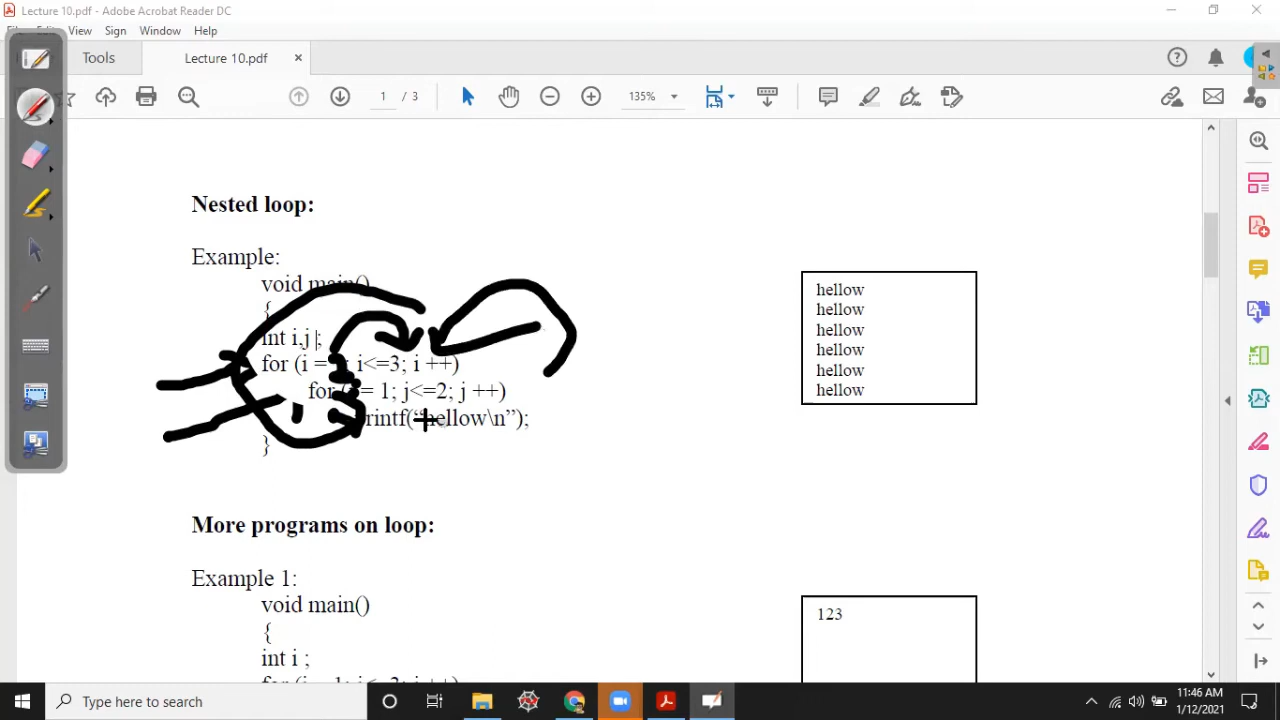 Lecture 10.pdf - Adobe Acrobat Reader DC
View Sign Window Help
Tools Lecture 10.pdf ×
1 / 3 135%
Nested loop:
Example:
void main()
{
int i,j ;
for (i = ; i<=3; i ++)
for ( = 1; j<=2; j ++)
printf(“hellow\n”);
}
hellow
hellow
hellow
hellow
hellow
hellow
More programs on loop:
Example 1:
void main()
{
int i ;
123
Type here to search
11:46 AM
1/12/2021